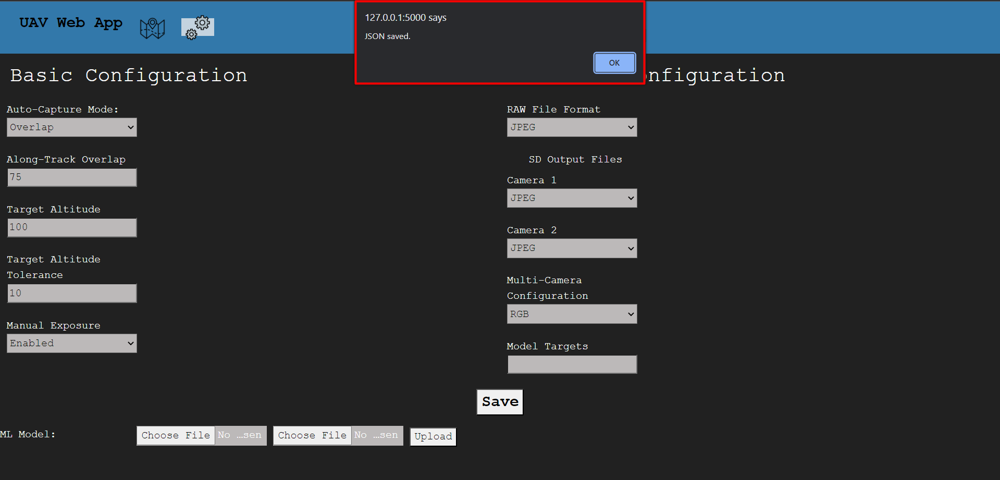 UAV Web App
127.0.0.1:5000 says
JSON saved.
OK
Basic Configuration
onfiguration
Auto-Capture Mode:
Overlap
Along-Track Overlap
75
Target Altitude
100
Target Altitude
Tolerance
10
Manual Exposure
Enabled
RAW File Format
JPEG
SD Output Files
Camera 1
JPEG
Camera 2
JPEG
Multi-Camera
Configuration
RGB
Model Targets
Save
ML Model:
Choose File No …sen
Choose File No …sen
Upload